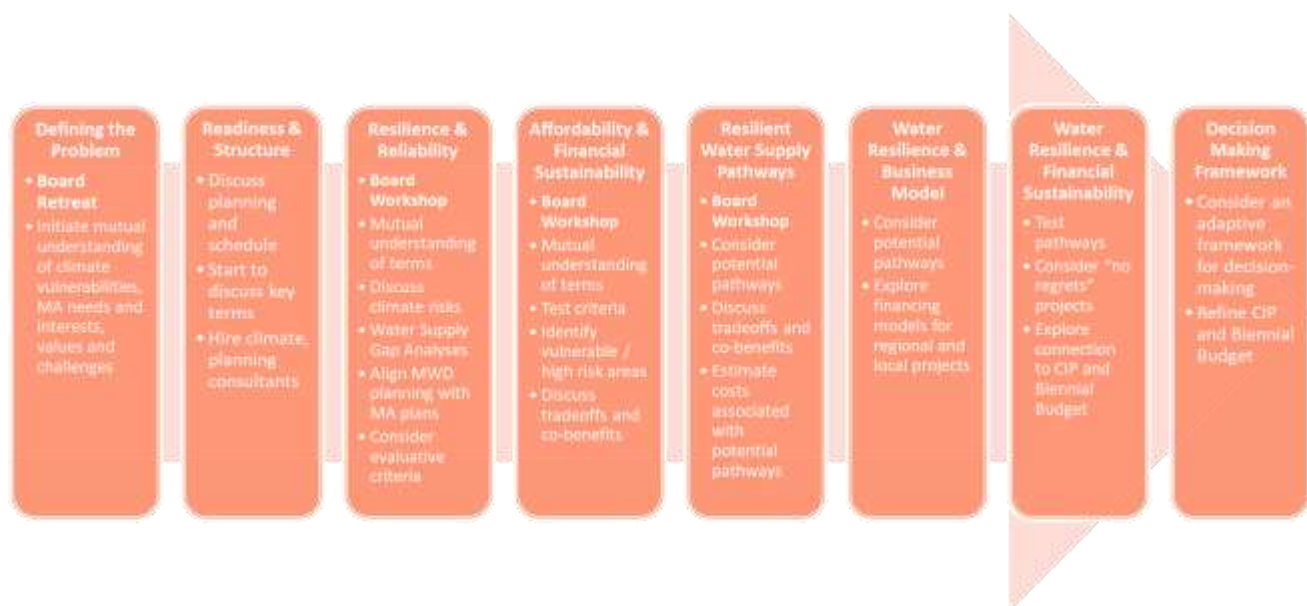 Defining the
Problem
• Board
Retreat
• Initiate mutual
understanding
of climate
vulnerabilities,
MA needs and
interests,
values and
challenges
Readiness &
Structure
• Discuss
planning
and
schedule
• Start to
discuss key
terms
• Hire climate,
planning
consultants
Resilience &
Reliability
• Board
Workshop
• Mutual
understanding
of terms
• Discuss
climate risks
• Water Supply
Gap Analyses
• Align MWD
planning with
MA plans
• Consider
evaluative
criteria
Affordability &
Financial
Sustainability
• Board
Workshop
• Mutual
understanding
of terms
• Test criteria
• Identify
vulnerable /
high risk areas
• Discuss
tradeoffs and
co-benefits
Resilient
Water Supply
Pathways
• Board
Workshop
• Consider
potential
pathways
• Discuss
tradeoffs and
co-benefits
• Estimate
costs
associated
with
potential
pathways
Water
Resilience &
Business
Model
• Consider
potential
pathways
• Explore
financing
models for
regional and
local projects
Water
Resilience &
Financial
Sustainability
• Test
pathways
• Consider "no
regrets"
projects
• Explore
connection
to CIP and
Biennial
Budget
Decision
Making
Framework
• Consider an
adaptive
framework
for decision-
making
• Refine CIP
and Biennial
Budget